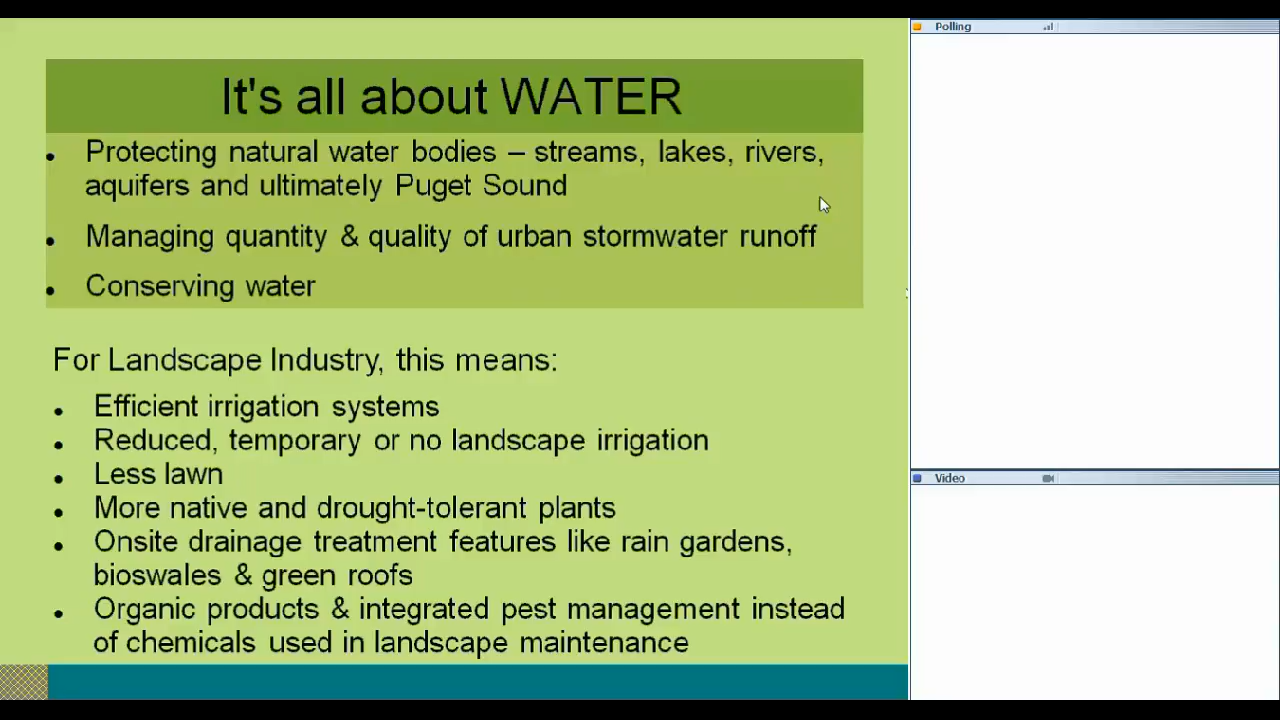 It's all about WATER
Polling
• Protecting natural water bodies – streams, lakes, rivers,
aquifers and ultimately Puget Sound
• Managing quantity & quality of urban stormwater runoff
• Conserving water
For Landscape Industry, this means:
• Efficient irrigation systems
• Reduced, temporary or no landscape irrigation
• Less lawn
• More native and drought-tolerant plants
• Onsite drainage treatment features like rain gardens,
bioswales & green roofs
• Organic products & integrated pest management instead
of chemicals used in landscape maintenance
Video